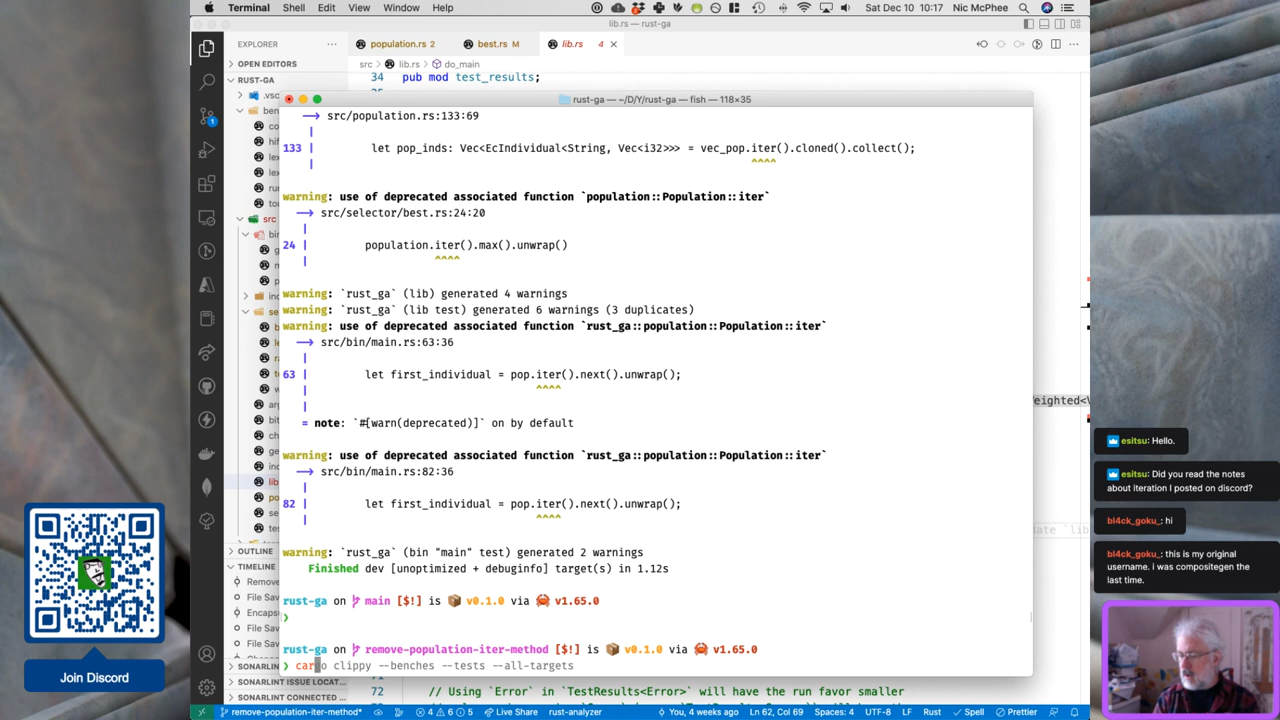 Terminal Shell Edit View Window Help
Sat Dec 10 10:17 Nic McPhee
lib.rs — rust-ga
EXPLORER
population.rs 2 best.rs M lib.rs 4
OPEN EDITORS
src lib.rs do_main
RUST-GA
34 pub mod test_results;
rust-ga — ~/D/Y/rust-ga — fish — 118×35
src/population.rs:133:69
133 | let pop_inds: Vec<EcIndividual<String, Vec<i32>>> = vec_pop.iter().cloned().collect();
^^^^
warning: use of deprecated associated function `population::Population::iter`
→ src/selector/best.rs:24:20
24 | population.iter().max().unwrap()
^^^^
warning: `rust_ga` (lib) generated 4 warnings
warning: `rust_ga` (lib test) generated 6 warnings (3 duplicates)
warning: use of deprecated associated function `rust_ga::population::Population::iter`
→ src/bin/main.rs:63:36
63 | let first_individual = pop.iter().next().unwrap();
^^^^
= note: `#[warn(deprecated)]` on by default
warning: use of deprecated associated function `rust_ga::population::Population::iter`
→ src/bin/main.rs:82:36
82 | let first_individual = pop.iter().next().unwrap();
^^^^
warning: `rust_ga` (bin "main" test) generated 2 warnings
Finished dev [unoptimized + debuginfo] target(s) in 1.12s
rust-ga on main [$!] is v0.1.0 via v1.65.0
❯
rust-ga on remove-population-iter-method [$!] is v0.1.0 via v1.65.0
❯ cargo clippy --benches --tests --all-targets
OUTLINE
TIMELINE
Remove
File Sav
Encaps
File Sav
File Sav
Change
SONARLINT
SONARLINT ISSUE LOCAT
SONARLINT CONNECTED
72 // Using `Error` in `TestResults<Error>` will have the run favor smaller
remove-population-iter-method* 4 6 5 Live Share rust-analyzer You, 4 weeks ago Ln 62, Col 69 Spaces: 4 UTF-8 LF Rust Spell Prettier
esitsu: Hello.
esitsu: Did you read the notes
about iteration I posted on discord?
bl4ck_goku_: hi
bl4ck_goku_: this is my original
username. i was compositegen the
last time.
Join Discord